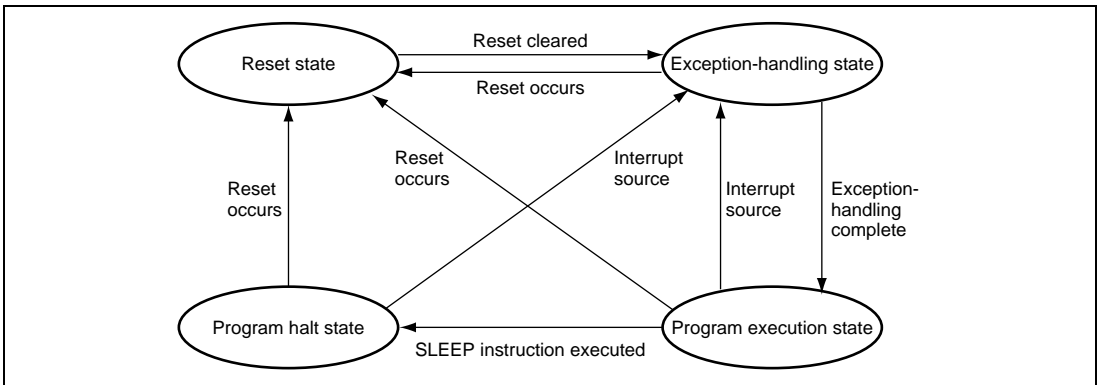 Reset cleared
Reset state
Exception-handling state
Reset occurs
Reset
occurs
Interrupt
source
Reset
occurs
Interrupt
source
Exception-
handling
complete
Program halt state
Program execution state
SLEEP instruction executed